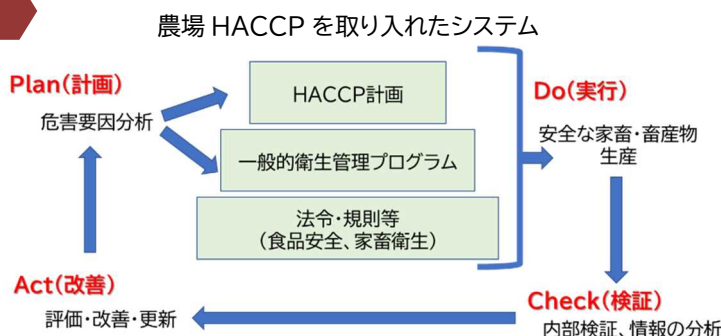 農場 HACCP を取り入れたシステム
Plan(計画)
危害要因分析
HACCP計画
一般的衛生管理プログラム
法令・規則等
（食品安全、家畜衛生）
Do(実行)
安全な家畜・畜産物
生産
Act(改善)
評価・改善・更新
Check(検証)
内部検証、情報の分析